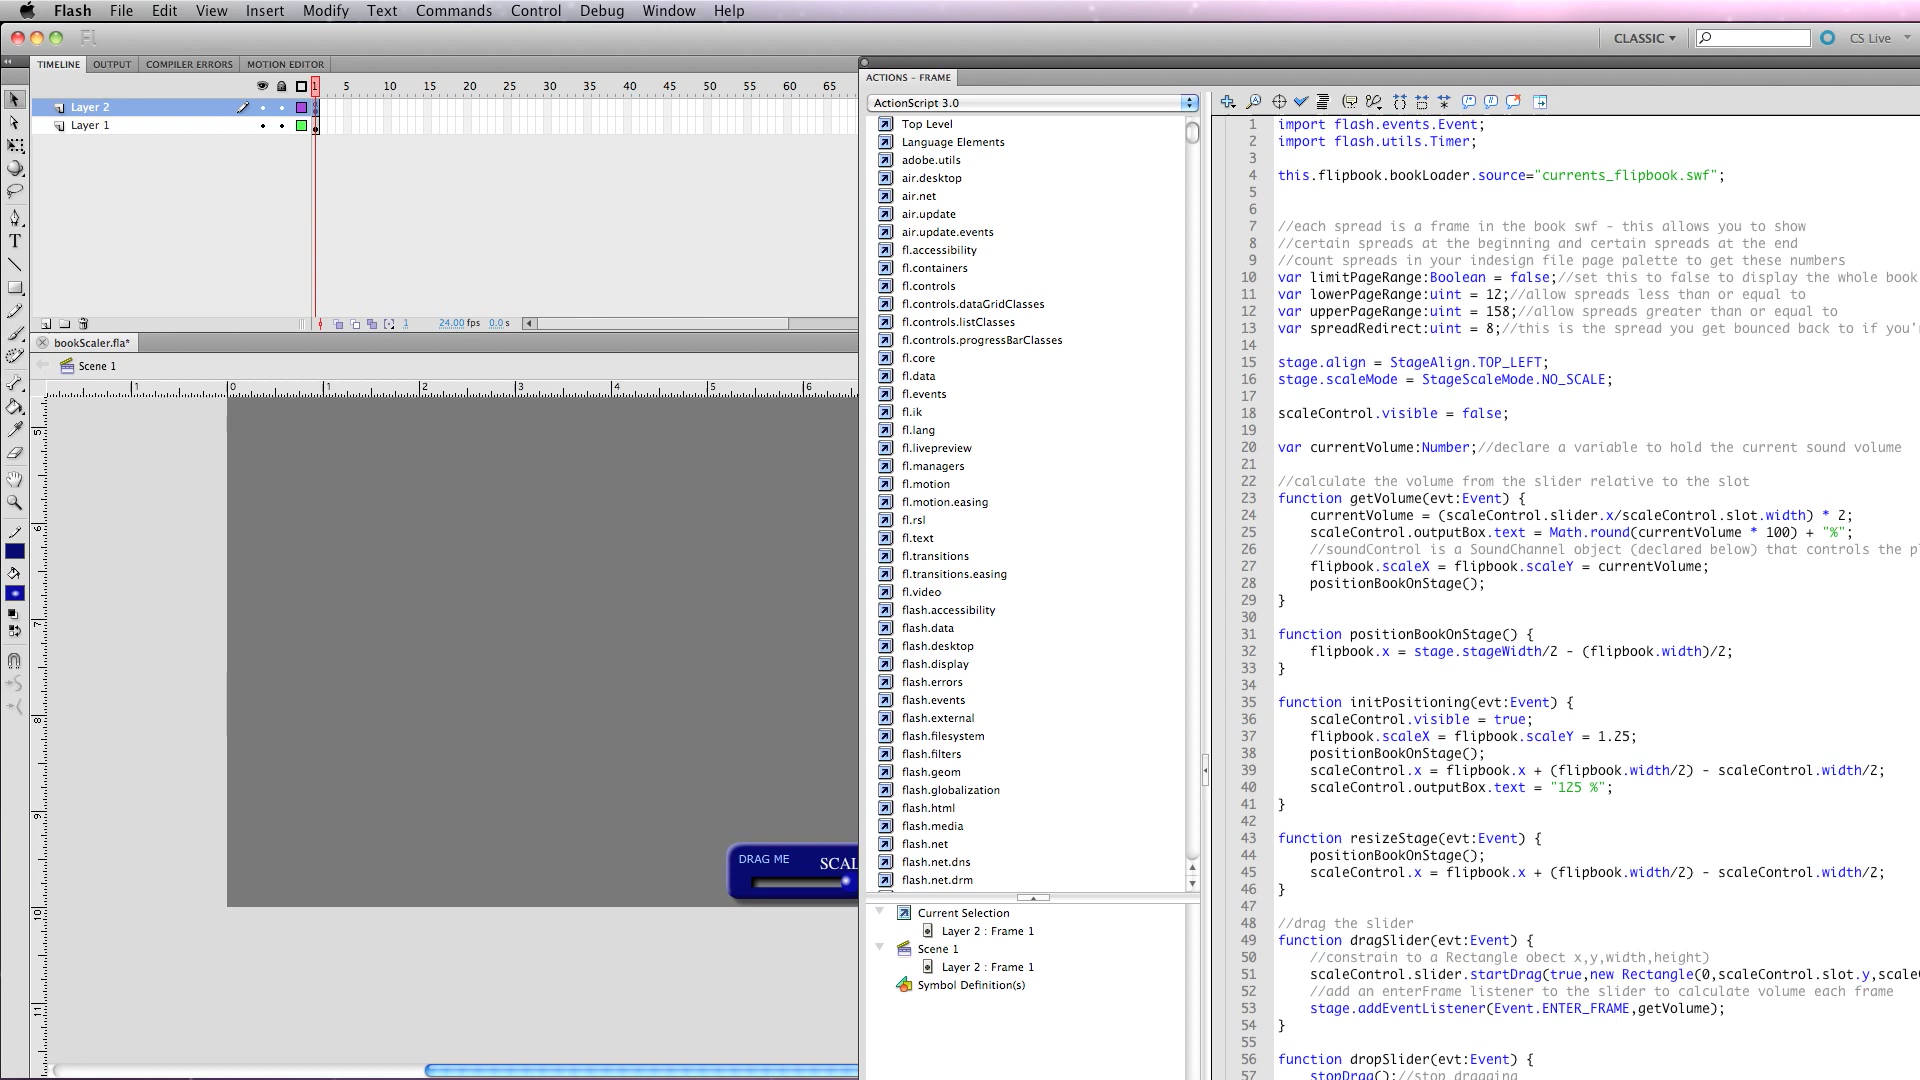 Flash File Edit View Insert Modify Text Commands Control Debug Window Help
Fl CLASSIC CS Live
TIMELINE OUTPUT COMPILER ERRORS MOTION EDITOR
1 5 10 15 20 25 30 35 40 45 50 55 60 65
Layer 2
Layer 1
1 24.00 fps 0.0 s
bookScaler.fla*
Scene 1
1 0 1 2 3 4 5 6
5
6
7
8
9
10
11
DRAG ME SCAL
ACTIONS - FRAME
ActionScript 3.0
Top Level
Language Elements
adobe.utils
air.desktop
air.net
air.update
air.update.events
fl.accessibility
fl.containers
fl.controls
fl.controls.dataGridClasses
fl.controls.listClasses
fl.controls.progressBarClasses
fl.core
fl.data
fl.events
fl.ik
fl.lang
fl.livepreview
fl.managers
fl.motion
fl.motion.easing
fl.rsl
fl.text
fl.transitions
fl.transitions.easing
fl.video
flash.accessibility
flash.data
flash.desktop
flash.display
flash.errors
flash.events
flash.external
flash.filesystem
flash.filters
flash.geom
flash.globalization
flash.html
flash.media
flash.net
flash.net.dns
flash.net.drm
Current Selection
Layer 2 : Frame 1
Scene 1
Layer 2 : Frame 1
Symbol Definition(s)
1 import flash.events.Event;
2 import flash.utils.Timer;
3
4 this.flipbook.bookLoader.source="currents_flipbook.swf";
5
6
7 //each spread is a frame in the book swf - this allows you to show
8 //certain spreads at the beginning and certain spreads at the end
9 //count spreads in your indesign file page palette to get these numbers
10 var limitPageRange:Boolean = false;//set this to false to display the whole book
11 var lowerPageRange:uint = 12;//allow spreads less than or equal to
12 var upperPageRange:uint = 158;//allow spreads greater than or equal to
13 var spreadRedirect:uint = 8;//this is the spread you get bounced back to if you'
14
15 stage.align = StageAlign.TOP_LEFT;
16 stage.scaleMode = StageScaleMode.NO_SCALE;
17
18 scaleControl.visible = false;
19
20 var currentVolume:Number;//declare a variable to hold the current sound volume
21
22 //calculate the volume from the slider relative to the slot
23 function getVolume(evt:Event) {
24 currentVolume = (scaleControl.slider.x/scaleControl.slot.width) * 2;
25 scaleControl.outputBox.text = Math.round(currentVolume * 100) + "%";
26 //soundControl is a SoundChannel object (declared below) that controls the p
27 flipbook.scaleX = flipbook.scaleY = currentVolume;
28 positionBookOnStage();
29 }
30
31 function positionBookOnStage() {
32 flipbook.x = stage.stageWidth/2 - (flipbook.width)/2;
33 }
34
35 function initPositioning(evt:Event) {
36 scaleControl.visible = true;
37 flipbook.scaleX = flipbook.scaleY = 1.25;
38 positionBookOnStage();
39 scaleControl.x = flipbook.x + (flipbook.width/2) - scaleControl.width/2;
40 scaleControl.outputBox.text = "125 %";
41 }
42
43 function resizeStage(evt:Event) {
44 positionBookOnStage();
45 scaleControl.x = flipbook.x + (flipbook.width/2) - scaleControl.width/2;
46 }
47
48 //drag the slider
49 function dragSlider(evt:Event) {
50 //constrain to a Rectangle obect x,y,width,height)
51 scaleControl.slider.startDrag(true,new Rectangle(0,scaleControl.slot.y,scale
52 //add an enterFrame listener to the slider to calculate volume each frame
53 stage.addEventListener(Event.ENTER_FRAME,getVolume);
54 }
55
56 function dropSlider(evt:Event) {
57 stopDrag();//stop dragging